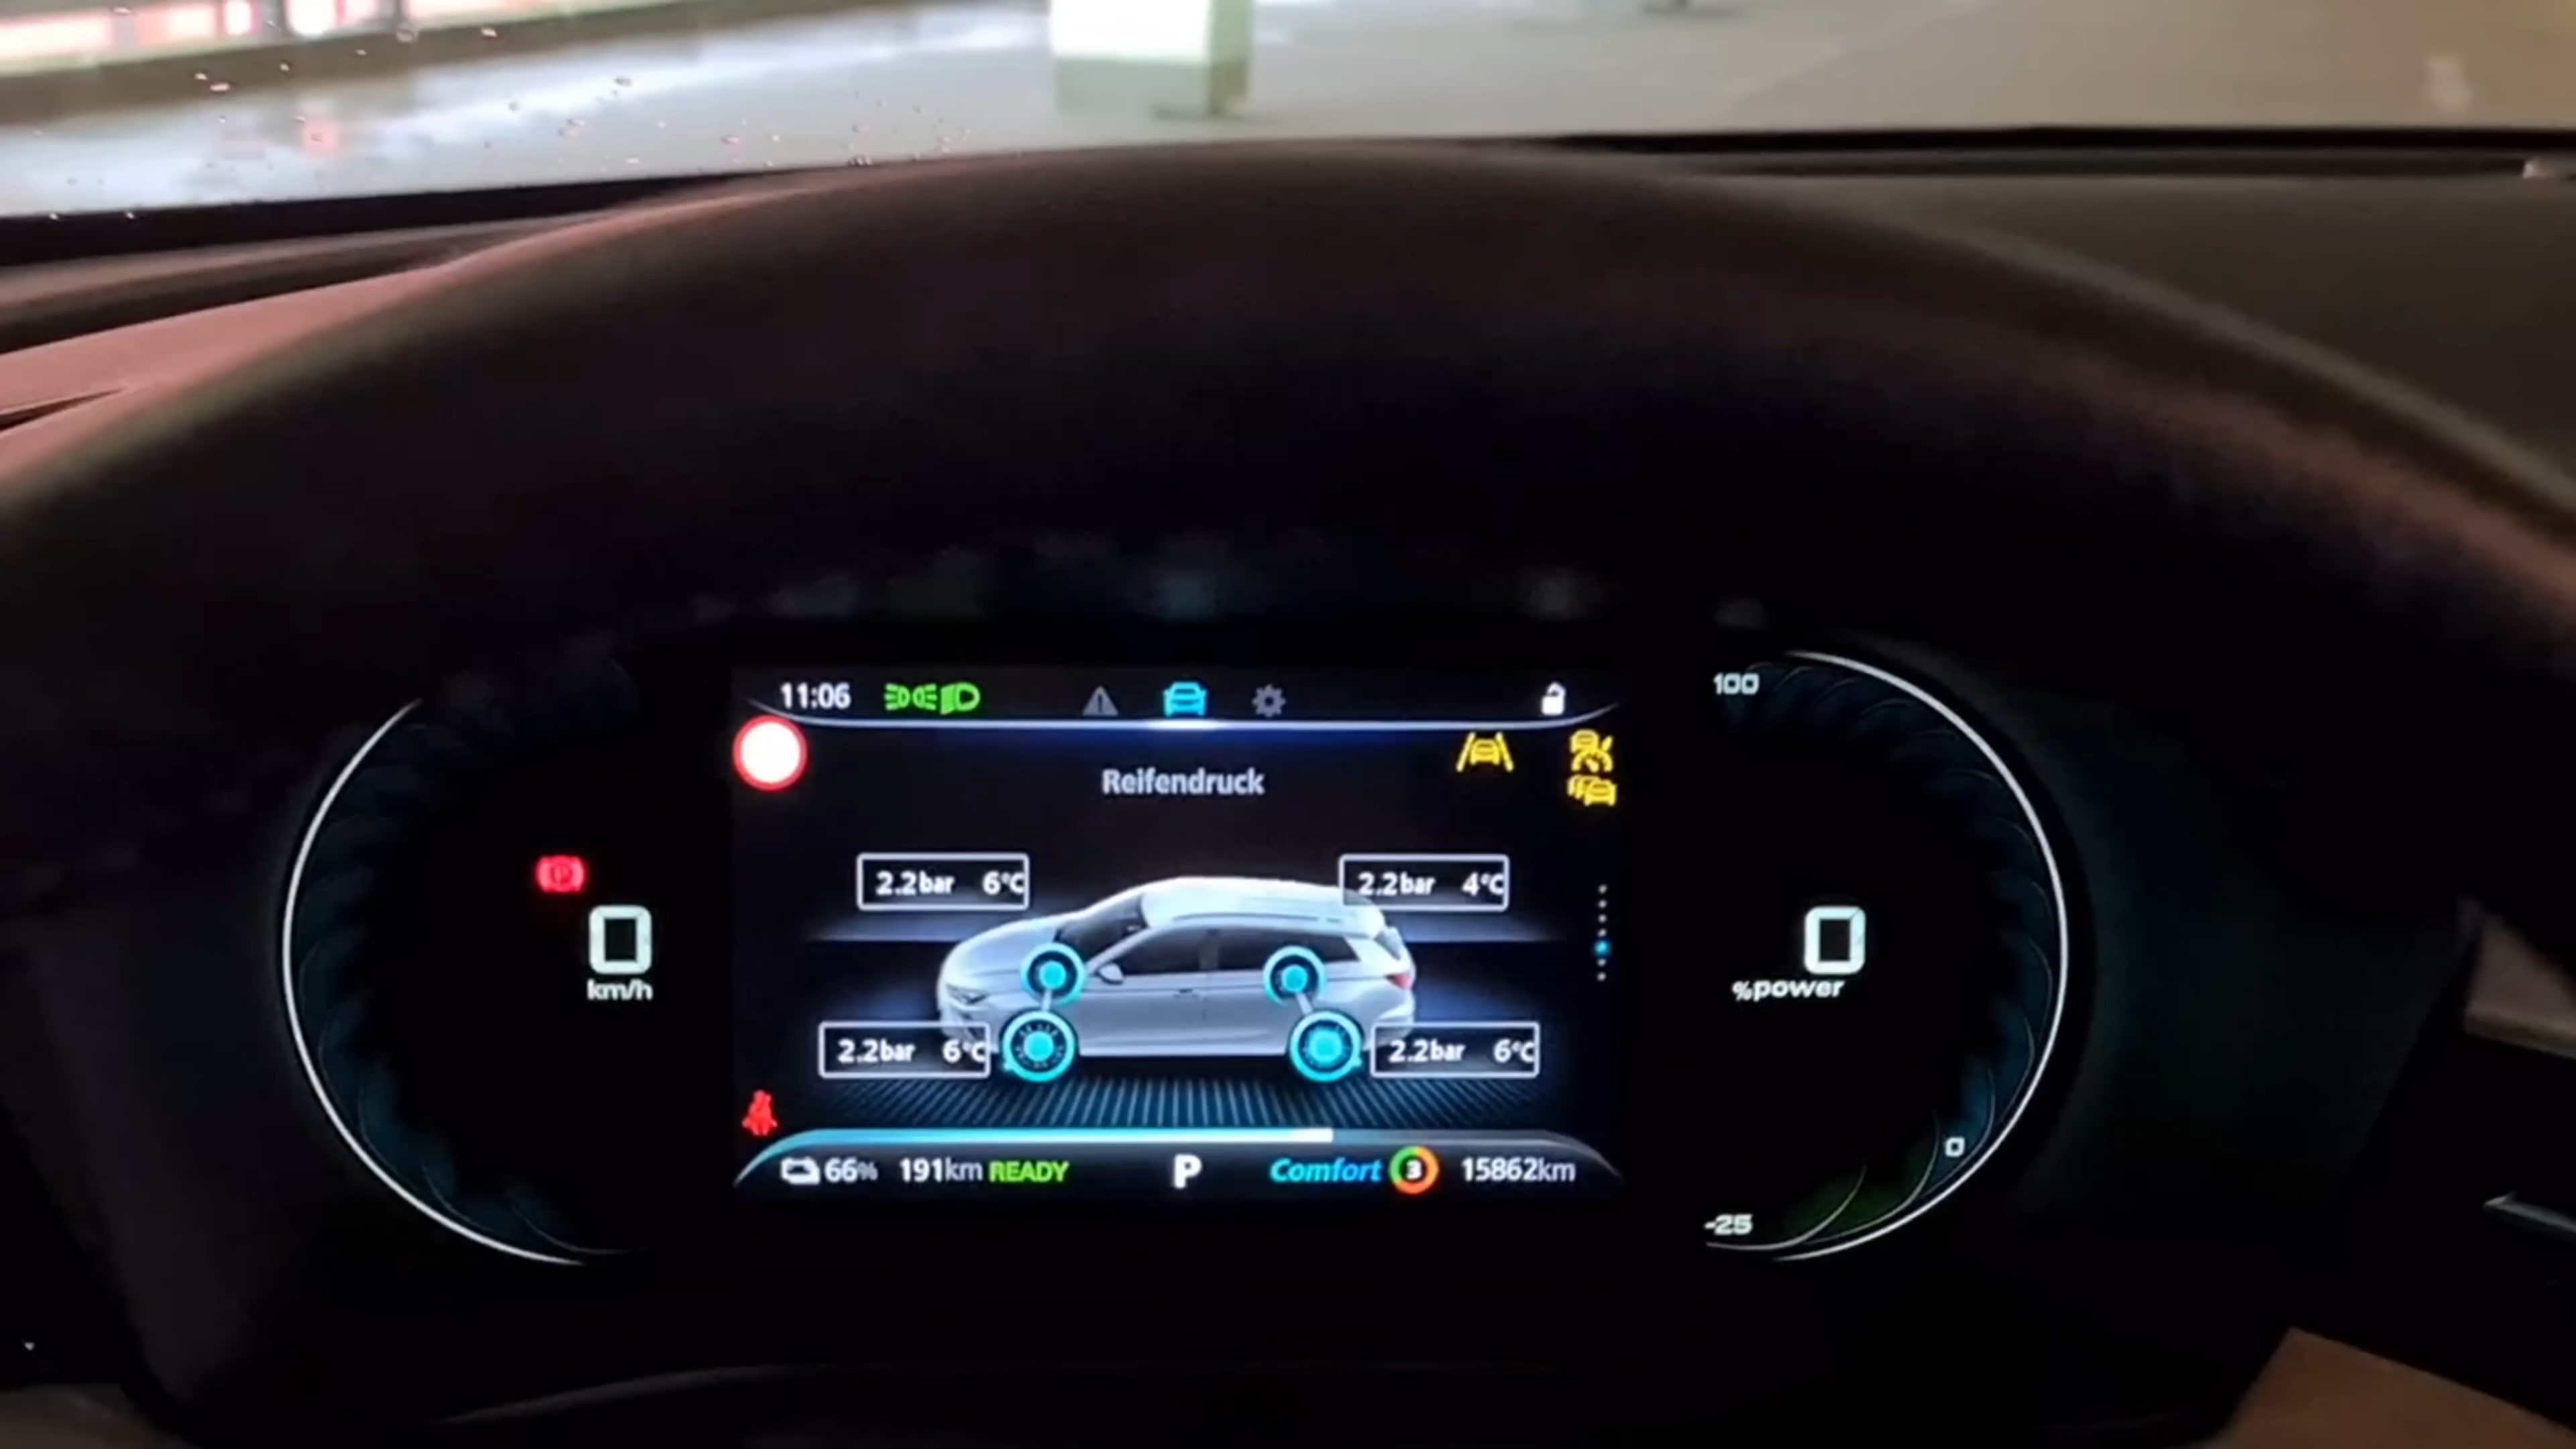 11:06
100
Reifendruck
2.2bar 6°C
2.2bar 4°C
P
0
km/h
0
%power
2.2bar 6°C
2.2bar 6°C
0
66% 191km READY P Comfort 3 15862km
-25